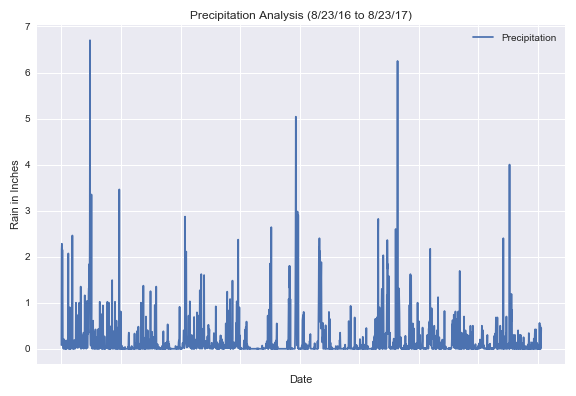 Precipitation Analysis (8/23/16 to 8/23/17)
Precipitation
Rain in Inches
7
6
5
4
3
2
1
0
Date